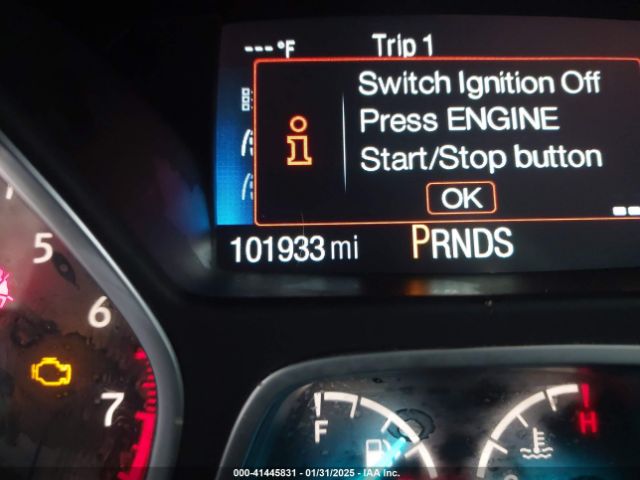 ---°F Trip 1
Switch Ignition Off
Press ENGINE
Start/Stop button
OK
101933 mi PRNDS
5
6
7
F
H
000-41445831 - 01/31/2025 - IAA Inc.